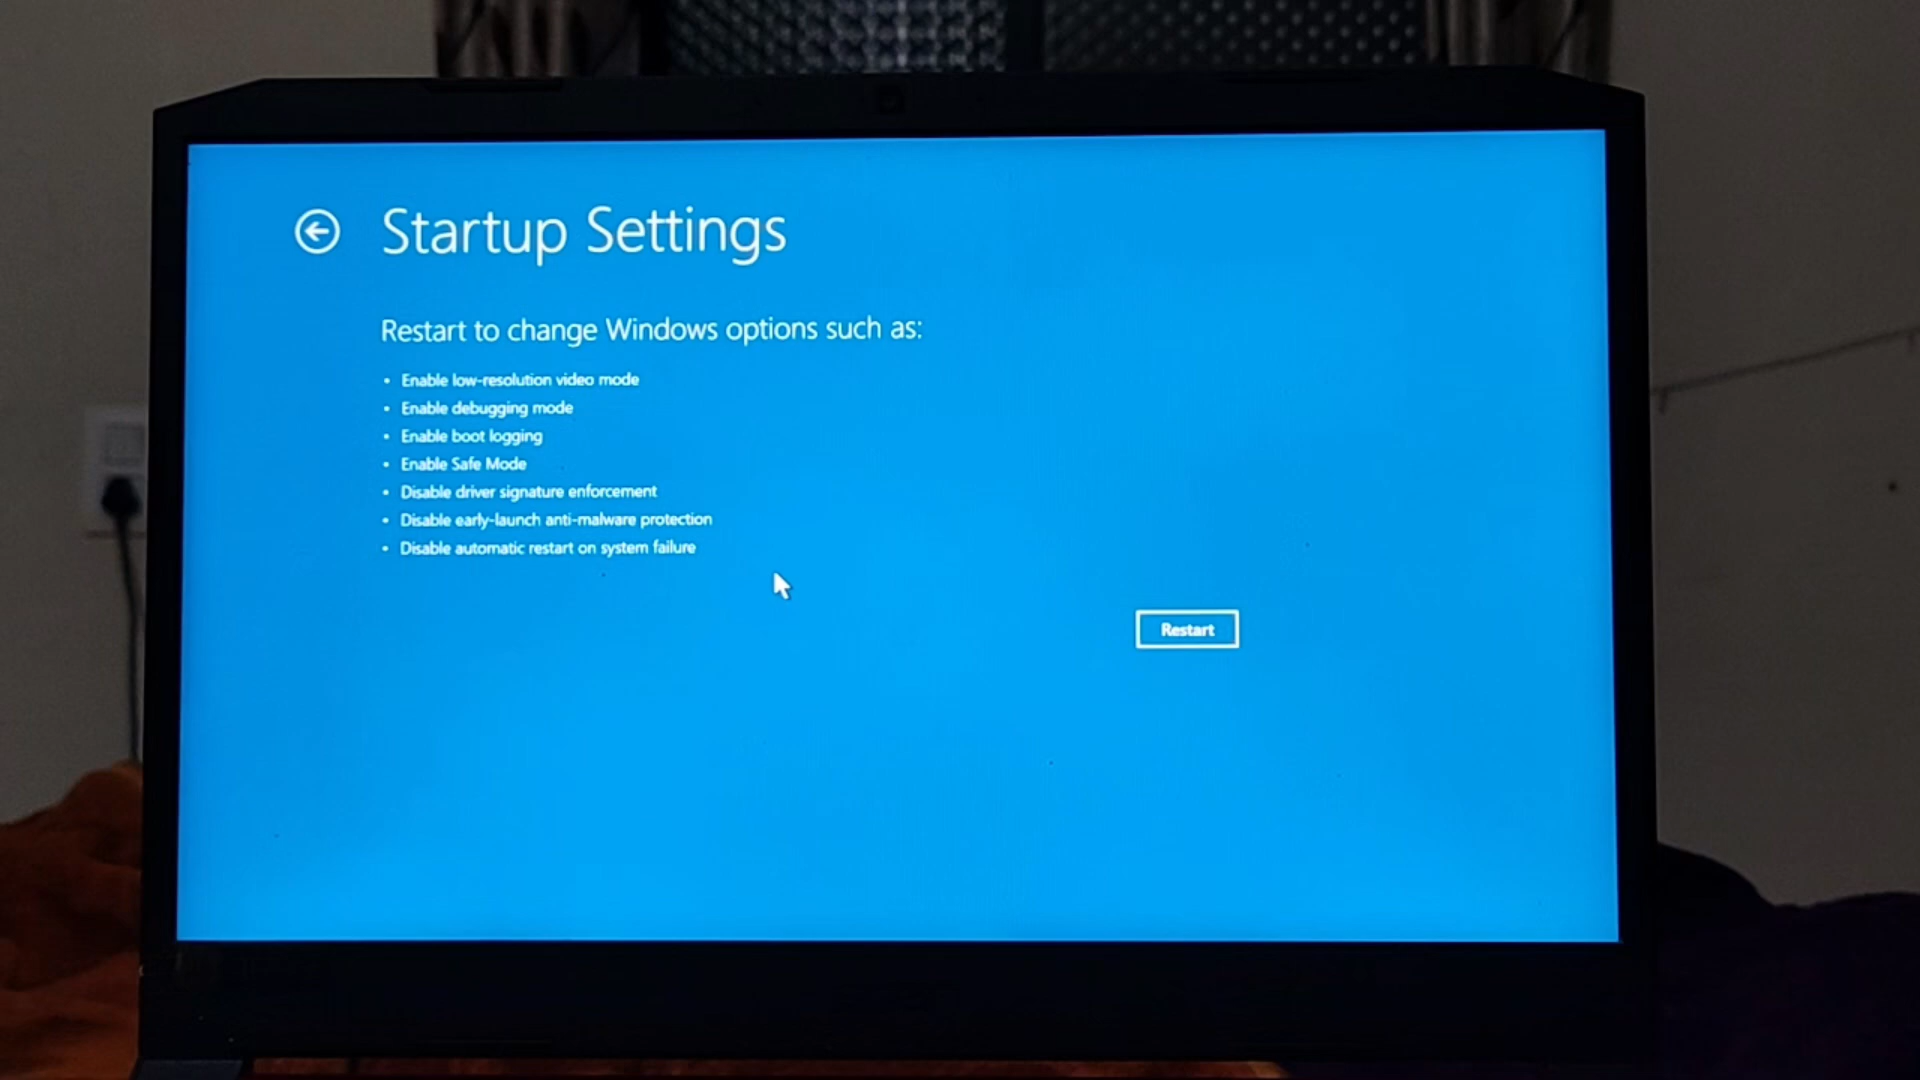 Startup Settings
Restart to change Windows options such as:
• Enable low-resolution video mode
• Enable debugging mode
• Enable boot logging
• Enable Safe Mode
• Disable driver signature enforcement
• Disable early-launch anti-malware protection
• Disable automatic restart on system failure
Restart